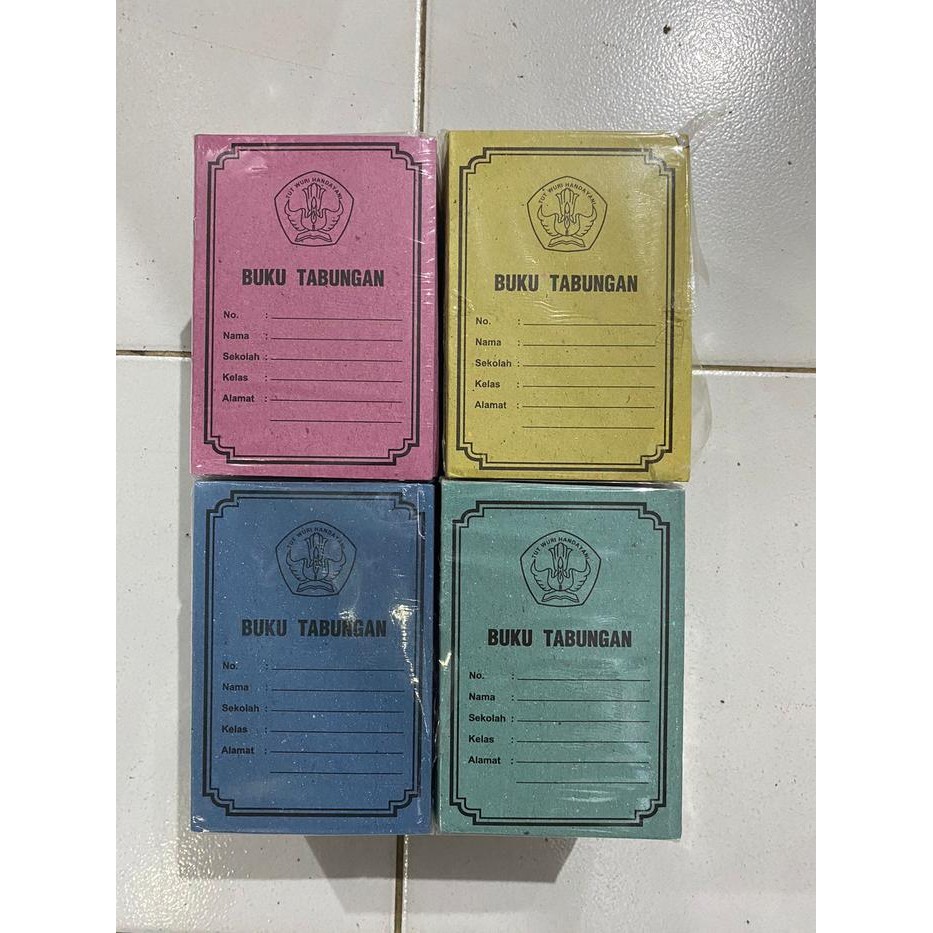 TUT WURI HANDAYANI
BUKU TABUNGAN
No. :
Nama :
Sekolah :
Kelas :
Alamat :
TUT WURI HANDAYANI
BUKU TABUNGAN
No. :
Nama :
Sekolah :
Kelas :
Alamat :
TUT WURI HANDAYANI
BUKU TABUNGAN
No. :
Nama :
Sekolah :
Kelas :
Alamat :
TUT WURI HANDAYANI
BUKU TABUNGAN
No. :
Nama :
Sekolah :
Kelas :
Alamat :